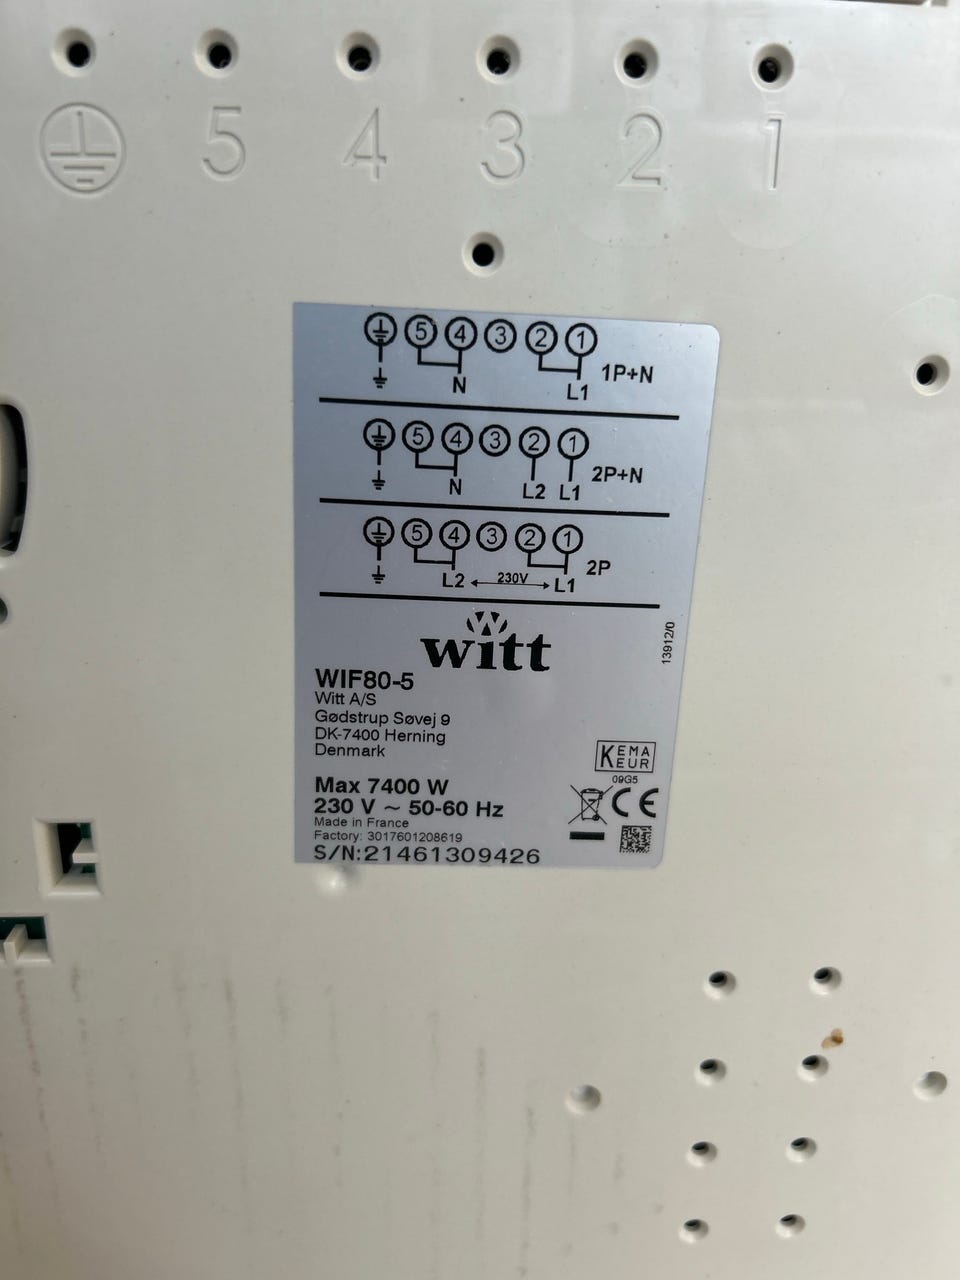 5 4 3 2 1
5 4 3 2 1
N L1 1P+N
5 4 3 2 1
N L2 L1 2P+N
5 4 3 2 1
L2 230V L1 2P
witt
13912/0
WIF80-5
Witt A/S
Gødstrup Søvej 9
DK-7400 Herning
Denmark
KEMA
KEUR
09G5
Max 7400 W
230 V ~ 50-60 Hz
CE
Made in France
Factory: 3017601208619
S/N:21461309426